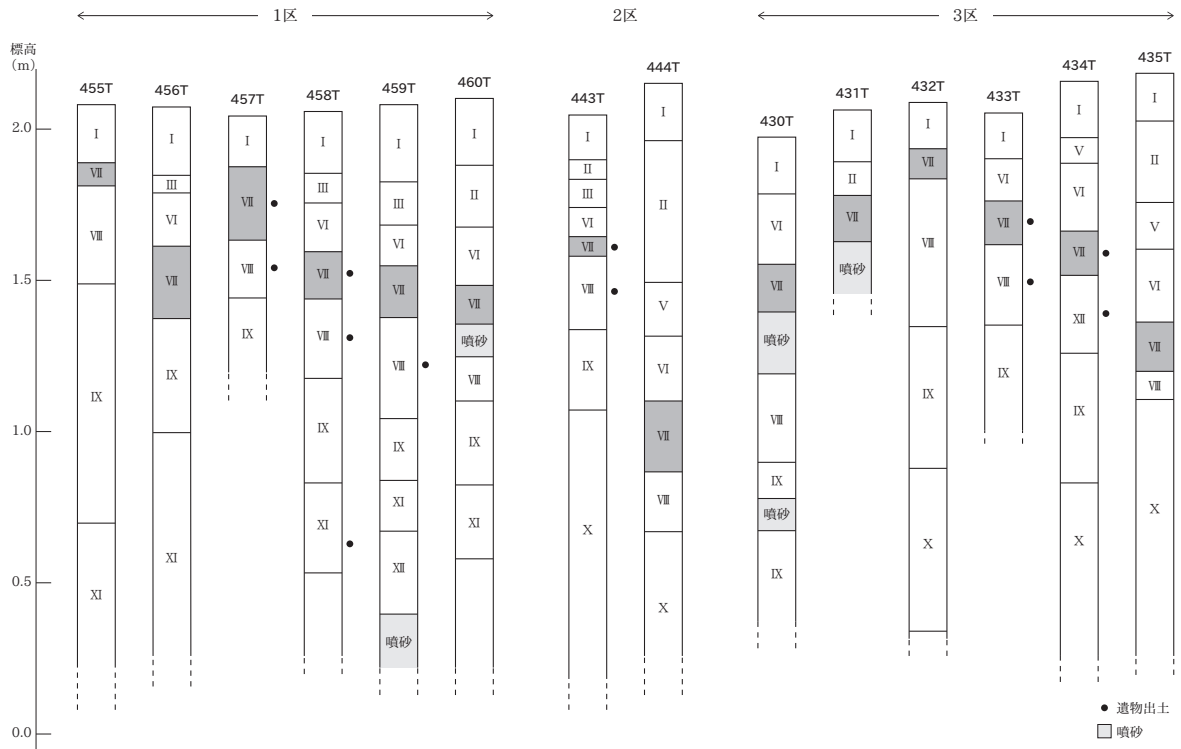 1区
2区
3区
標高
（m）
2.0
1.5
1.0
0.5
0.0
455T
I
Ⅶ
Ⅷ
Ⅸ
Ⅺ
456T
I
Ⅲ
Ⅵ
Ⅶ
Ⅸ
Ⅺ
457T
I
Ⅶ
Ⅷ
Ⅸ
458T
I
Ⅲ
Ⅵ
Ⅶ
Ⅷ
Ⅸ
Ⅺ
459T
I
Ⅲ
Ⅵ
Ⅶ
Ⅷ
Ⅸ
Ⅺ
Ⅻ
噴砂
460T
I
Ⅱ
Ⅵ
Ⅶ
噴砂
Ⅷ
Ⅸ
Ⅺ
443T
I
Ⅱ
Ⅲ
Ⅵ
Ⅶ
Ⅷ
Ⅸ
X
444T
I
Ⅱ
V
Ⅵ
Ⅶ
Ⅷ
X
430T
I
Ⅵ
Ⅶ
噴砂
Ⅷ
Ⅸ
噴砂
Ⅸ
431T
I
Ⅱ
Ⅶ
噴砂
432T
I
Ⅶ
Ⅷ
Ⅸ
X
433T
I
Ⅵ
Ⅶ
Ⅷ
Ⅸ
434T
I
V
Ⅵ
Ⅶ
Ⅻ
Ⅸ
X
435T
I
Ⅱ
V
Ⅵ
Ⅶ
Ⅷ
X
遺物出土
噴砂